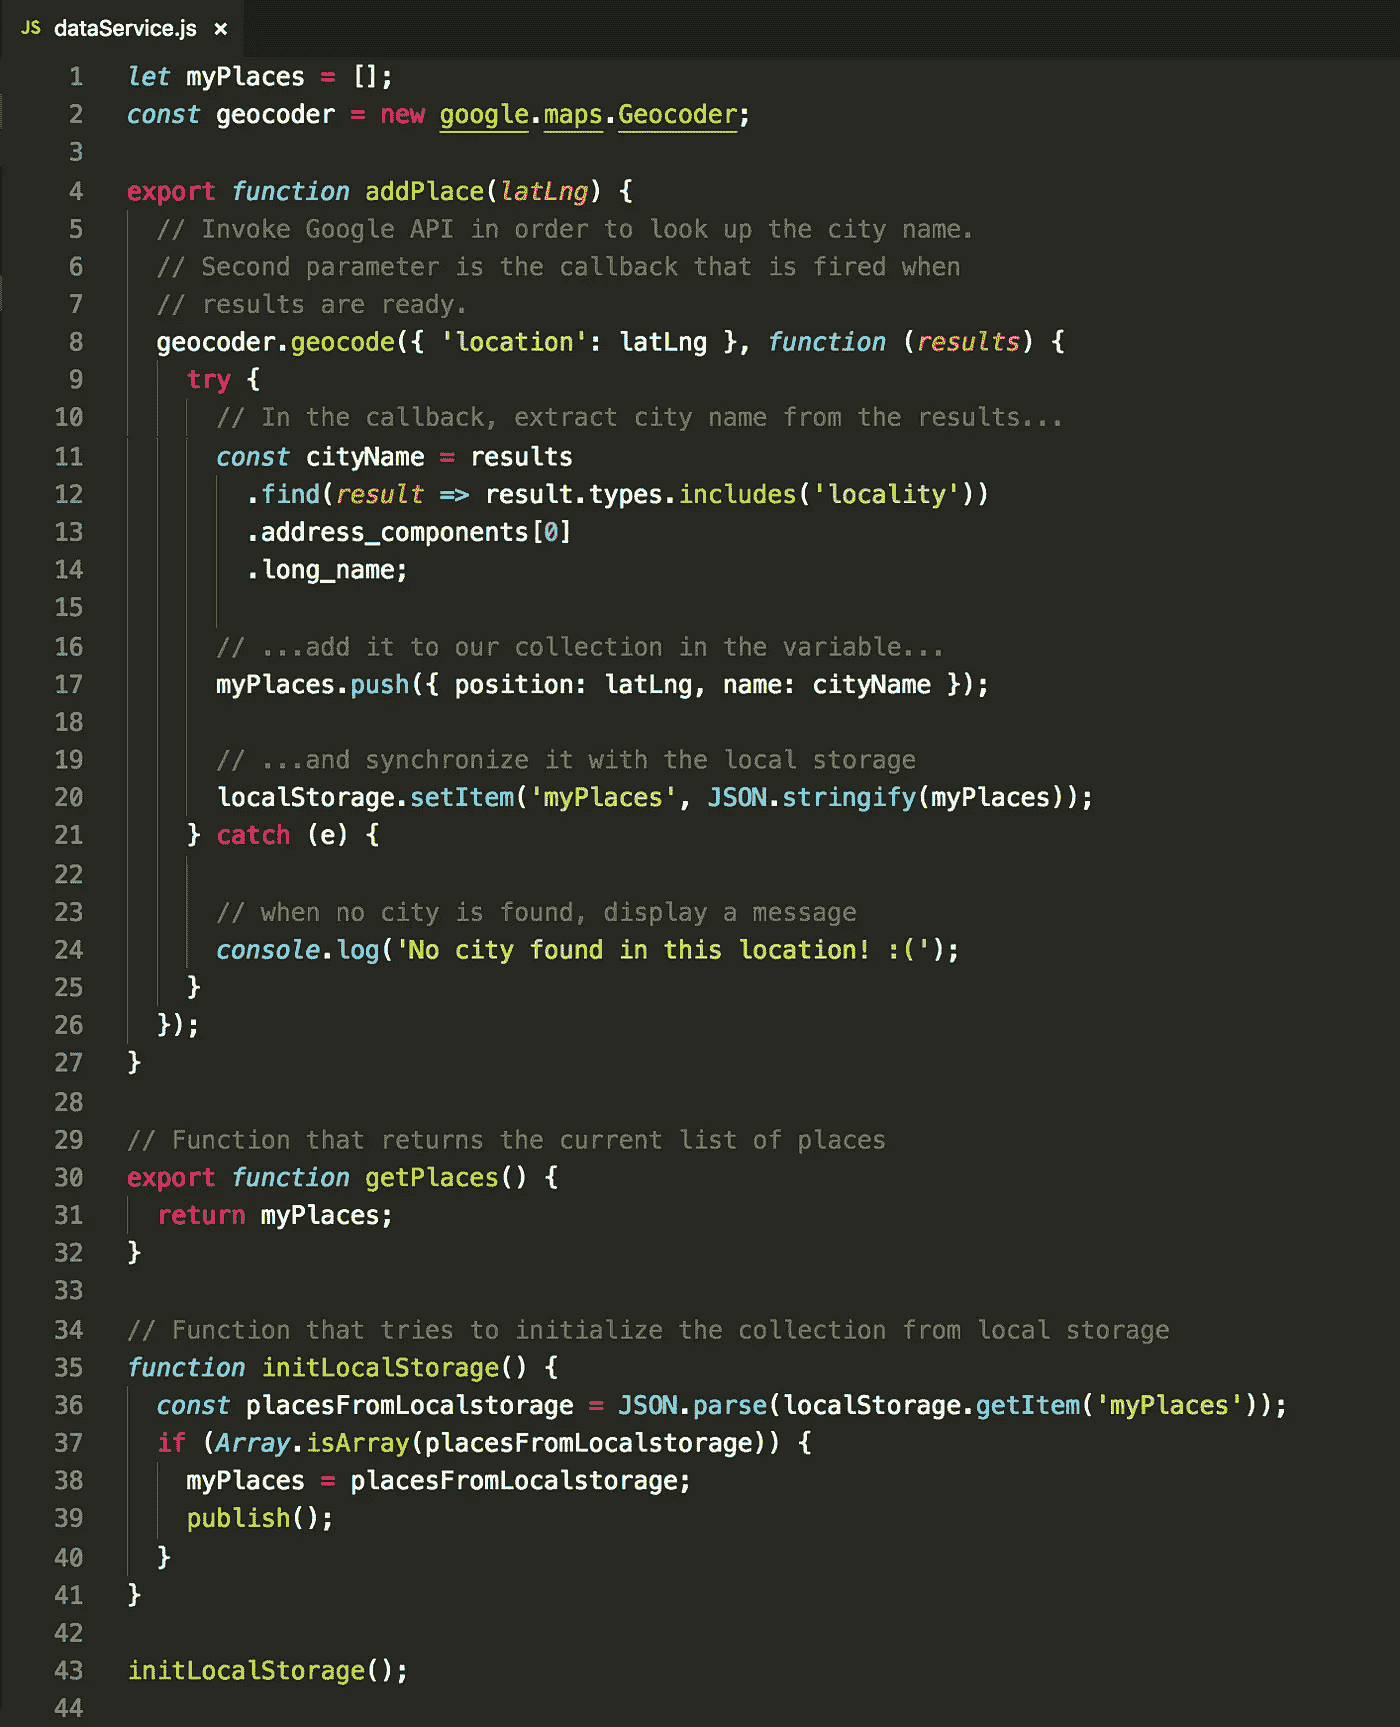 JS dataService.js ×
1 let myPlaces = [];
2 const geocoder = new google.maps.Geocoder;
3
4 export function addPlace(latLng) {
5   // Invoke Google API in order to look up the city name.
6   // Second parameter is the callback that is fired when
7   // results are ready.
8   geocoder.geocode({ 'location': latLng }, function (results) {
9     try {
10       // In the callback, extract city name from the results...
11       const cityName = results
12         .find(result => result.types.includes('locality'))
13         .address_components[0]
14         .long_name;
15
16       // ...add it to our collection in the variable...
17       myPlaces.push({ position: latLng, name: cityName });
18
19       // ...and synchronize it with the local storage
20       localStorage.setItem('myPlaces', JSON.stringify(myPlaces));
21     } catch (e) {
22
23       // when no city is found, display a message
24       console.log('No city found in this location! :(');
25     }
26   });
27 }
28
29 // Function that returns the current list of places
30 export function getPlaces() {
31   return myPlaces;
32 }
33
34 // Function that tries to initialize the collection from local storage
35 function initLocalStorage() {
36   const placesFromLocalstorage = JSON.parse(localStorage.getItem('myPlaces'));
37   if (Array.isArray(placesFromLocalstorage)) {
38     myPlaces = placesFromLocalstorage;
39     publish();
40   }
41 }
42
43 initLocalStorage();
44